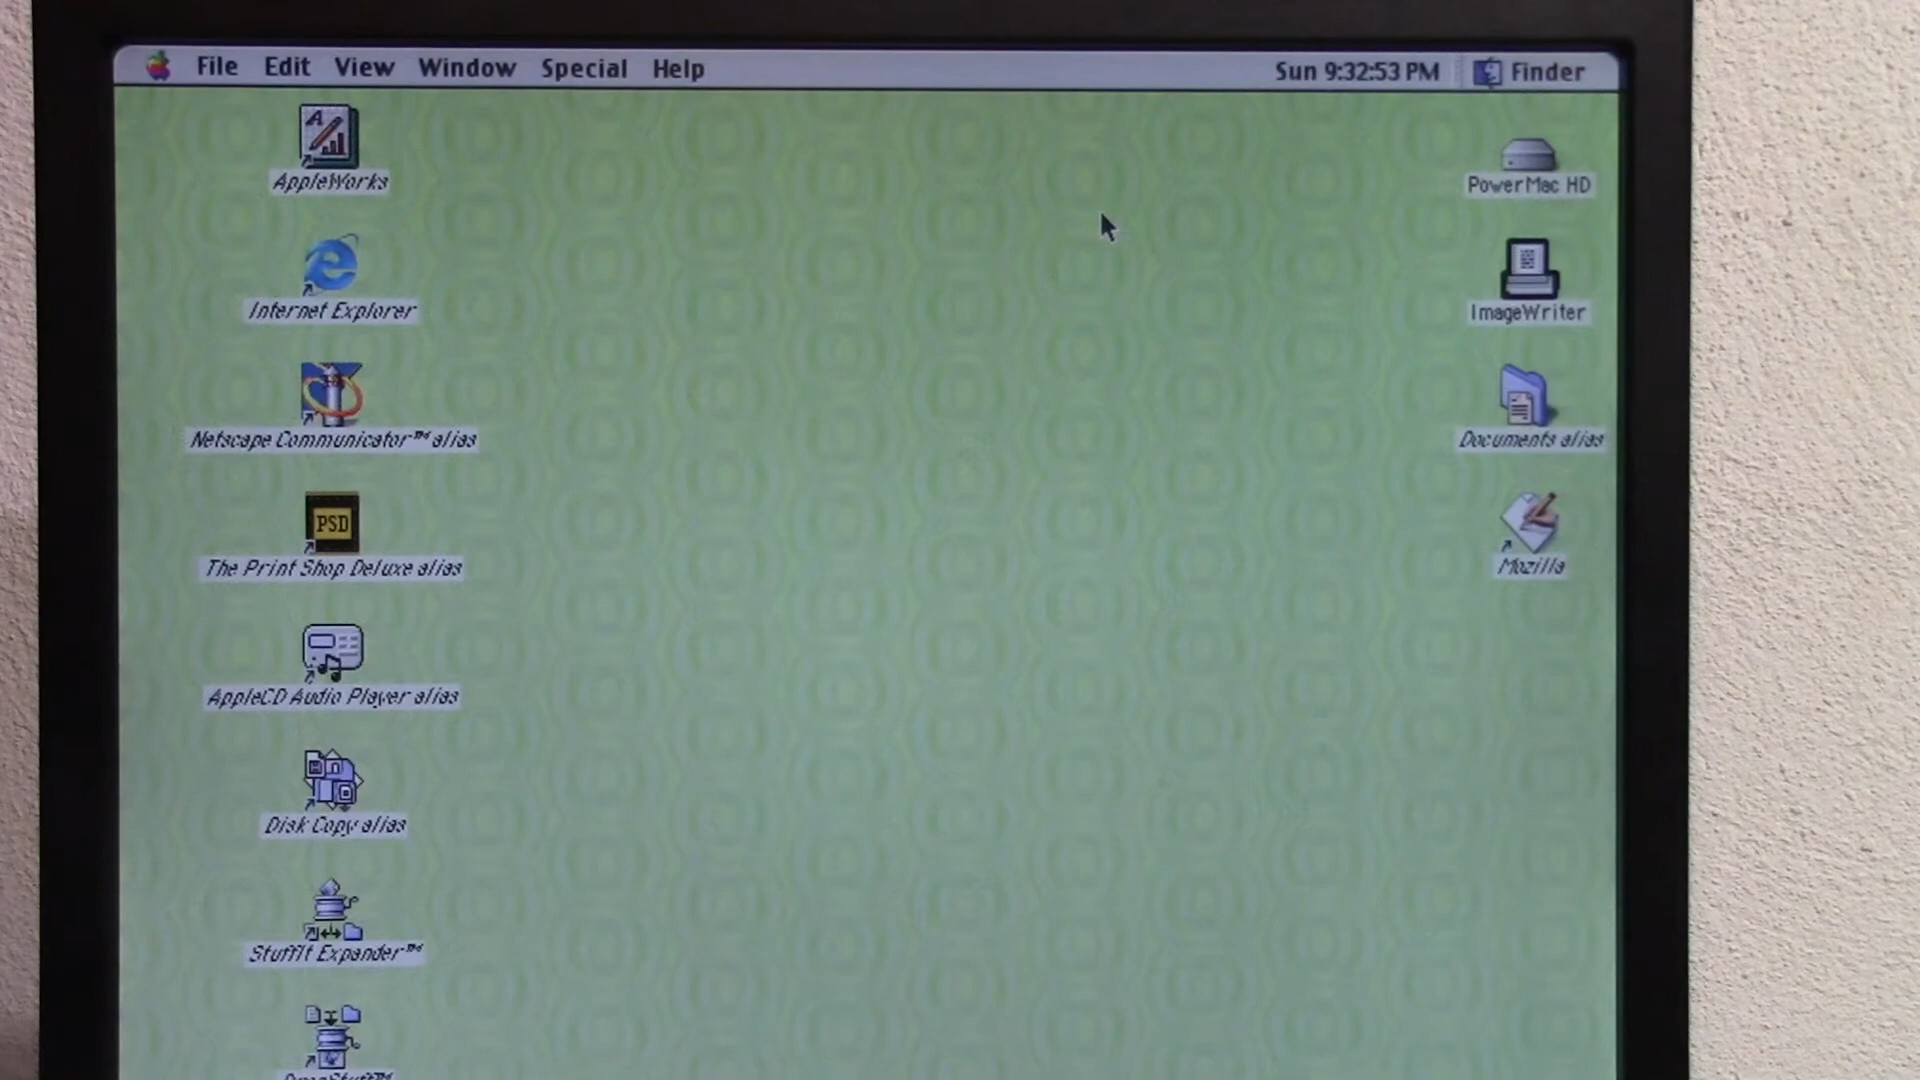 File Edit View Window Special Help Sun 9:32:53 PM Finder
AppleWorks
Internet Explorer
Netscape Communicator™ alias
PSD
The Print Shop Deluxe alias
AppleCD Audio Player alias
Disk Copy alias
StuffIt Expander™
DropStuff™
PowerMac HD
ImageWriter
Documents alias
Mozilla